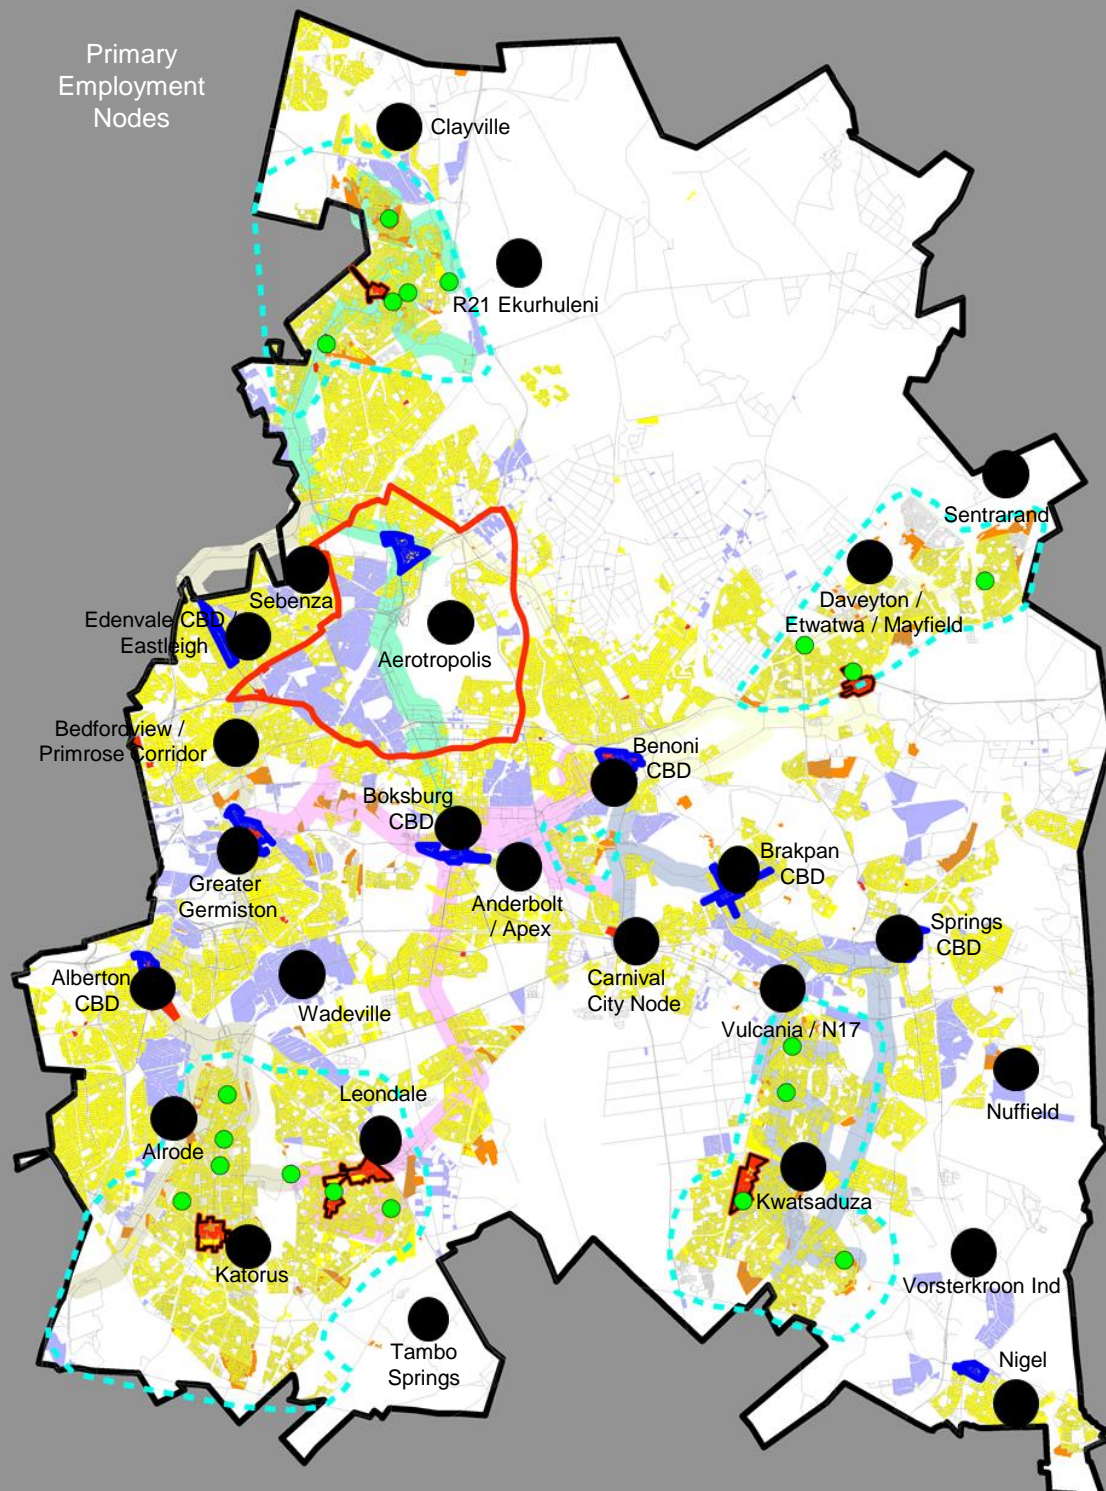 Primary
Employment
Nodes
Clayville
R21 Ekurhuleni
Sentrarand
Sebenza
Daveyton /
Etwatwa / Mayfield
Edenvale CBD /
Eastleigh
Aerotropolis
Bedfordview /
Primrose Corridor
Benoni
CBD
Boksburg
CBD
Greater
Germiston
Anderbolt
/ Apex
Brakpan
CBD
Springs
CBD
Carnival
City Node
Alberton
CBD
Wadeville
Vulcania / N17
Leondale
Nuffield
Alrode
Kwatsaduza
Katorus
Vorsterkroon Ind
Tambo
Springs
Nigel